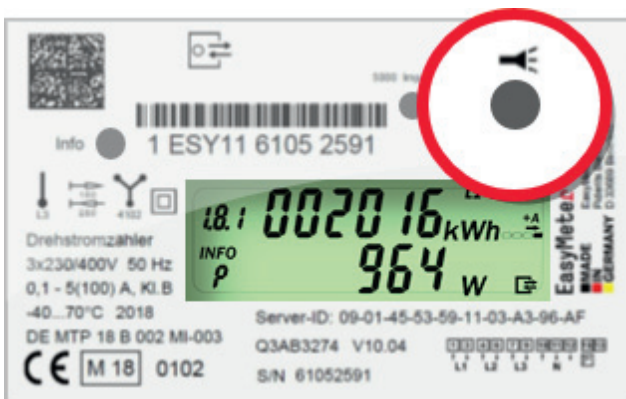 Info
1 ESY11 6105 2591
5000
L3
4102
1.8.1 002016 kWh +A
INFO
P 964 W
Drehstromzähler
3x230/400V 50 Hz
0,1 - 5(100) A, Kl.B
-40...70°C 2018
DE MTP 18 B 002 MI-003
CE M 18 0102
Server-ID: 09-01-45-53-59-11-03-A3-96-AF
Q3AB3274 V10.04
S/N 61052591
L1 L2 L3 N
EasyMeter
MADE
IN
GERMANY